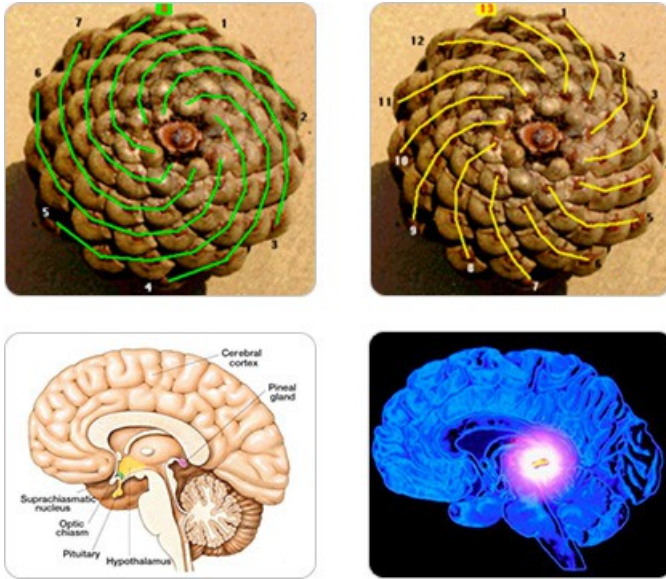 8
1
2
3
4
5
6
7
13
1
2
3
5
6
7
8
9
10
11
12
Cerebral
cortex
Pineal
gland
Suprachiasmatic
nucleus
Optic
chiasm
Pituitary
Hypothalamus